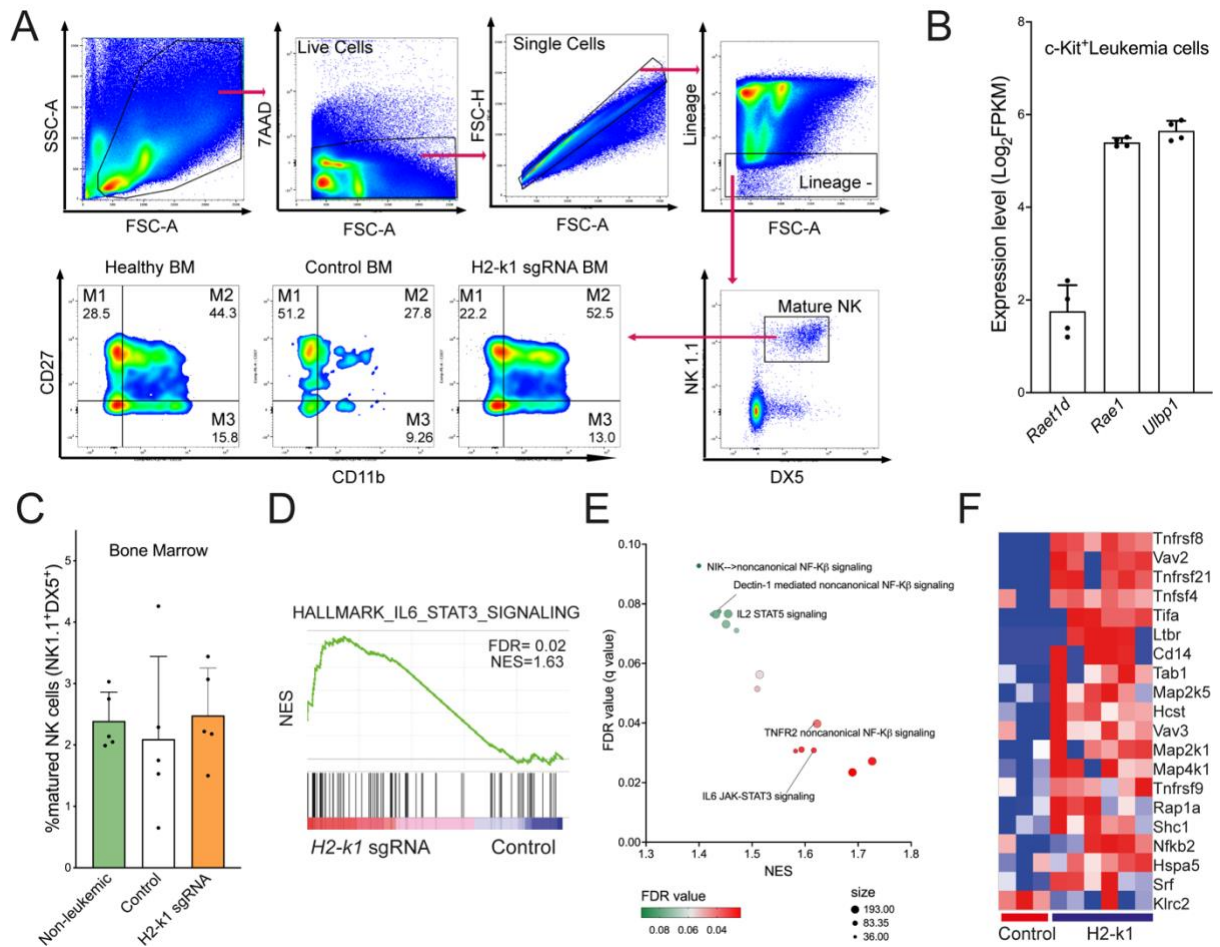 A
SSC-A
FSC-A
Live Cells
7AAD
FSC-A
Single Cells
FSC-H
FSC-A
Lineage
Lineage -
FSC-A
Healthy BM
M1
28.5
M2
44.3
M3
15.8
Control BM
M1
51.2
M2
27.8
M3
9.26
H2-k1 sgRNA BM
M1
22.2
M2
52.5
M3
13.0
CD27
CD11b
Mature NK
NK 1.1
DX5
B
c-Kit+Leukemia cells
Expression level (Log2FPKM)
8
6
4
2
0
Raet1d
Rae1
Ulbp1
C
Bone Marrow
%matured NK cells (NK1.1+DX5+)
5
4
3
2
1
0
Non-leukemic
Control
H2-k1 sgRNA
D
HALLMARK_IL6_STAT3_SIGNALING
FDR= 0.02
NES=1.63
NES
H2-k1 sgRNA
Control
E
FDR value (q value)
0.10
0.08
0.06
0.04
0.02
0.00
NIK-->noncanonical NF-Kβ signaling
Dectin-1 mediated noncanonical NF-Kβ signaling
IL2 STAT5 signaling
TNFR2 noncanonical NF-Kβ signaling
IL6 JAK-STAT3 signaling
1.3 1.4 1.5 1.6 1.7 1.8
NES
FDR value
0.08 0.06 0.04
size
193.00
83.35
36.00
F
Tnfrsf8
Vav2
Tnfrsf21
Tnfsf4
Tifa
Ltbr
Cd14
Tab1
Map2k5
Hcst
Vav3
Map2k1
Map4k1
Tnfrsf9
Rap1a
Shc1
Nfkb2
Hspa5
Srf
Klrc2
Control
H2-k1